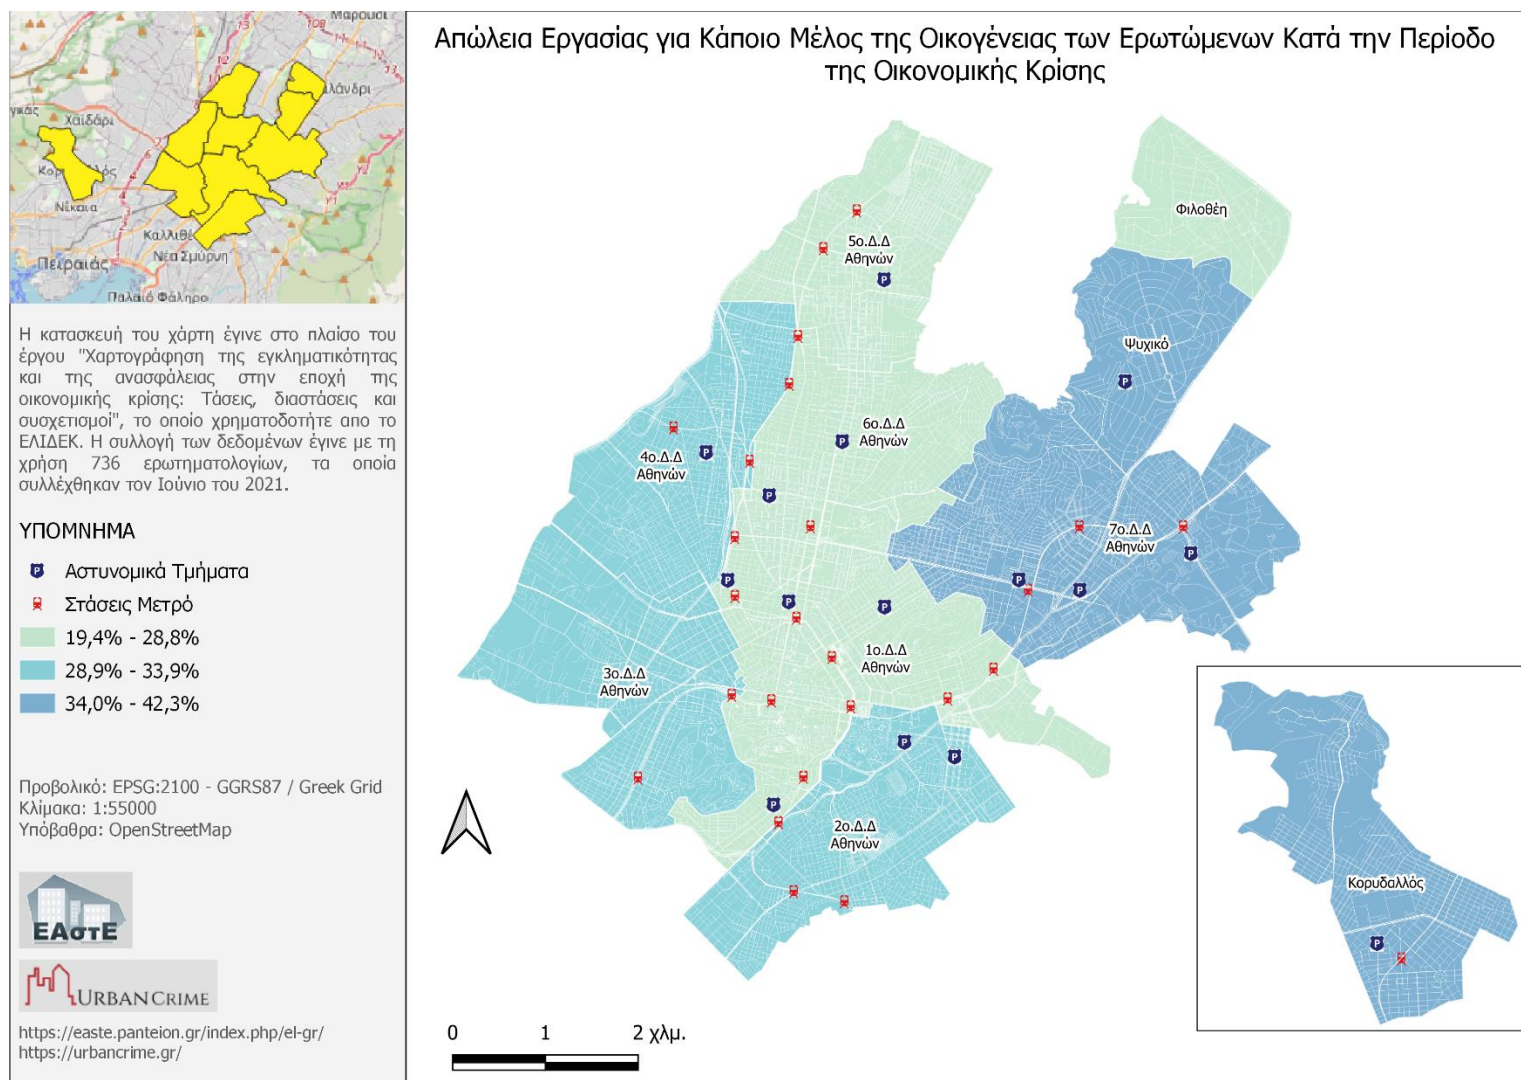 Απώλεια Εργασίας για Κάποιο Μέλος της Οικογένειας των Ερωτώμενων Κατά την Περίοδο
της Οικονομικής Κρίσης
Μαρούσι
Χαϊδάρι
Νίκαια
Καλλιθέ
Νέα Σμύρνη
Πειραιάς
Παλαιό Φάληρο
Η κατασκευή του χάρτη έγινε στο πλαίσο του
έργου "Χαρτογράφηση της εγκληματικότητας
και της ανασφάλειας στην εποχή της
οικονομικής κρίσης: Τάσεις, διαστάσεις και
συσχετισμοί", το οποίο χρηματοδοτήτε απο το
ΕΛΙΔΕΚ. Η συλλογή των δεδομένων έγινε με τη
χρήση 736 ερωτηματολογίων, τα οποία
συλλέχθηκαν τον Ιούνιο του 2021.
ΥΠΟΜΝΗΜΑ
Αστυνομικά Τμήματα
Στάσεις Μετρό
19,4% - 28,8%
28,9% - 33,9%
34,0% - 42,3%
Προβολικό: EPSG:2100 - GGRS87 / Greek Grid
Κλίμακα: 1:55000
Υπόβαθρα: OpenStreetMap
ΕΑστΕ
URBANCRIME
https://easte.panteion.gr/index.php/el-gr/
https://urbancrime.gr/
Φιλοθέη
5ο.Δ.Δ
Αθηνών
Ψυχικό
6ο.Δ.Δ
Αθηνών
4ο.Δ.Δ
Αθηνών
7ο.Δ.Δ
Αθηνών
1ο.Δ.Δ
Αθηνών
3ο.Δ.Δ
Αθηνών
2ο.Δ.Δ
Αθηνών
Κορυδαλλός
0 1 2 χλμ.